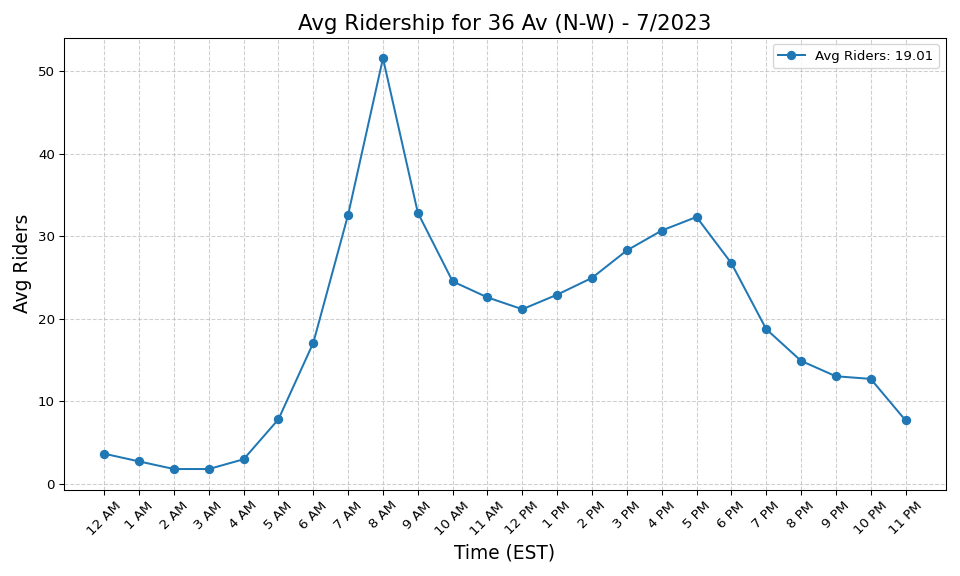 Avg Ridership for 36 Av (N-W) - 7/2023
Avg Riders: 19.01
Avg Riders
50
40
30
20
10
0
12 AM
1 AM
2 AM
3 AM
4 AM
5 AM
6 AM
7 AM
8 AM
9 AM
10 AM
11 AM
12 PM
1 PM
2 PM
3 PM
4 PM
5 PM
6 PM
7 PM
8 PM
9 PM
10 PM
11 PM
Time (EST)